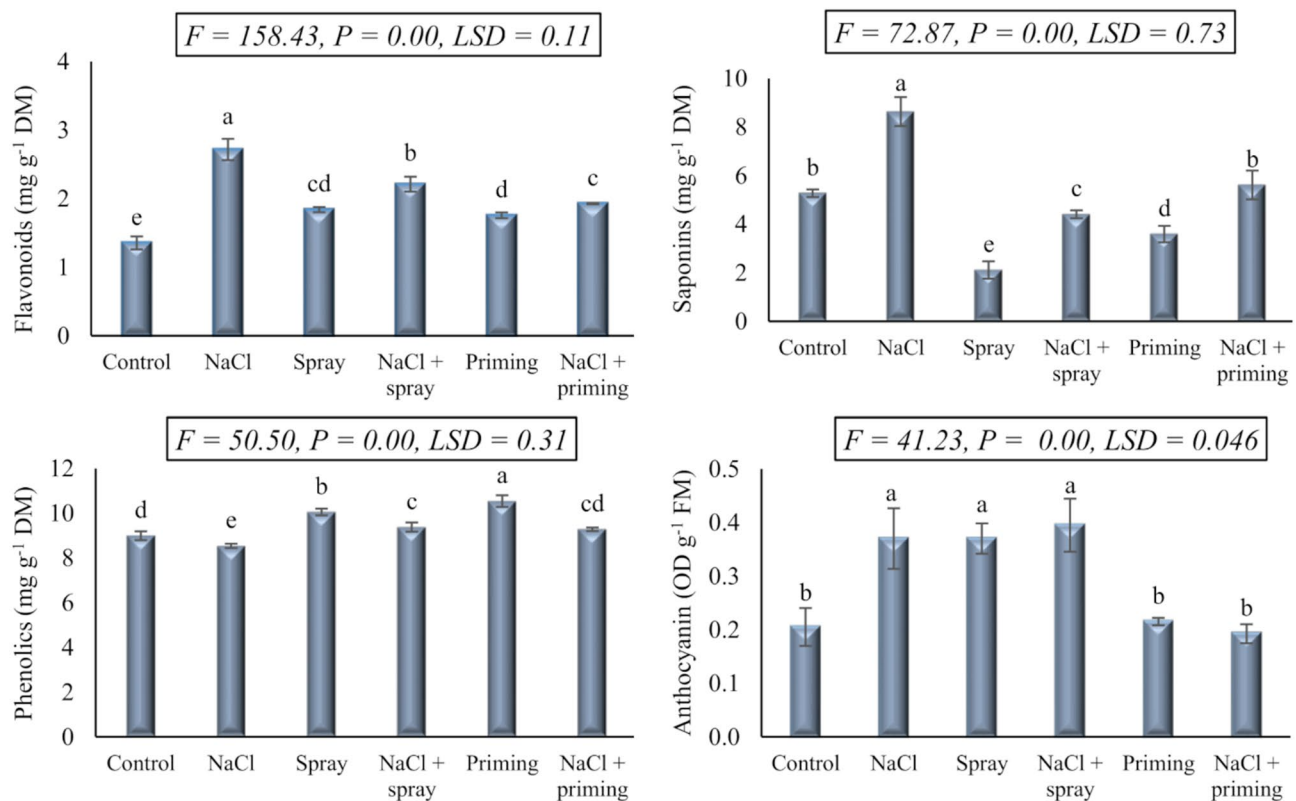 F = 158.43, P = 0.00, LSD = 0.11
Flavonoids (mg g⁻¹ DM)
4
3
2
1
0
e
a
cd
b
d
c
Control
NaCl
Spray
NaCl +
spray
Priming
NaCl +
priming
F = 72.87, P = 0.00, LSD = 0.73
Saponins (mg g⁻¹ DM)
10
8
6
4
2
0
b
a
e
c
d
b
Control
NaCl
Spray
NaCl +
spray
Priming
NaCl +
priming
F = 50.50, P = 0.00, LSD = 0.31
Phenolics (mg g⁻¹ DM)
12
10
8
6
4
2
0
d
e
b
c
a
cd
Control
NaCl
Spray
NaCl +
spray
Priming
NaCl +
priming
F = 41.23, P = 0.00, LSD = 0.046
Anthocyanin (OD g⁻¹ FM)
0.5
0.4
0.3
0.2
0.1
0.0
b
a
a
a
b
b
Control
NaCl
Spray
NaCl +
spray
Priming
NaCl +
priming